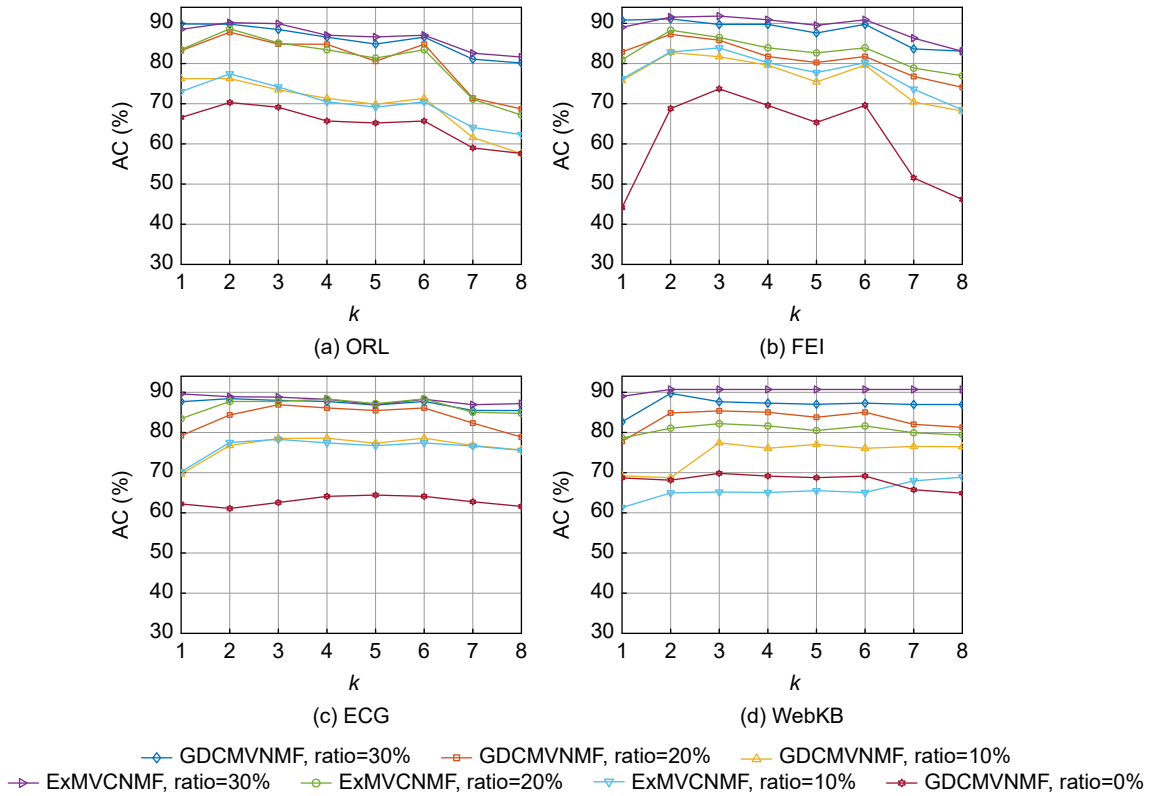 90
80
70
60
50
40
30
AC (%)
1 2 3 4 5 6 7 8
k
(a) ORL
90
80
70
60
50
40
30
AC (%)
1 2 3 4 5 6 7 8
k
(b) FEI
90
80
70
60
50
40
30
AC (%)
1 2 3 4 5 6 7 8
k
(c) ECG
90
80
70
60
50
40
30
AC (%)
1 2 3 4 5 6 7 8
k
(d) WebKB
GDCMVNMF, ratio=30% GDCMVNMF, ratio=20% GDCMVNMF, ratio=10%
ExMVCNMF, ratio=30% ExMVCNMF, ratio=20% ExMVCNMF, ratio=10% GDCMVNMF, ratio=0%